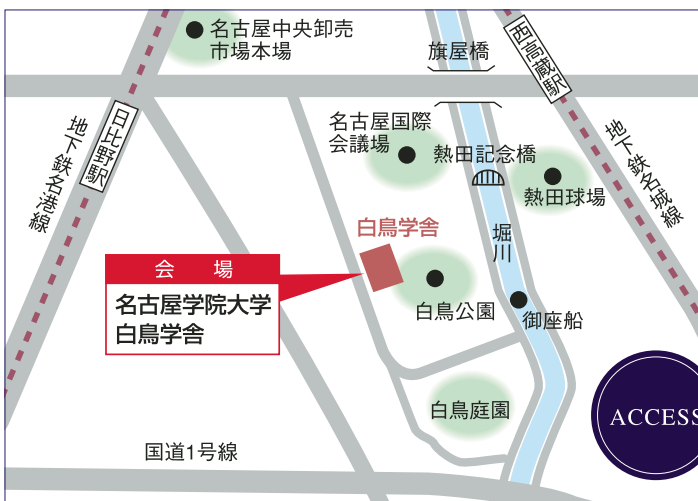 名古屋中央卸売
市場本場
旗屋橋
西高蔵駅
日比野駅
地下鉄名港線
名古屋国際
会議場
熱田記念橋
熱田球場
地下鉄名城線
白鳥学舎
堀川
会 場
名古屋学院大学
白鳥学舎
白鳥公園
御座船
白鳥庭園
ACCESS
国道1号線